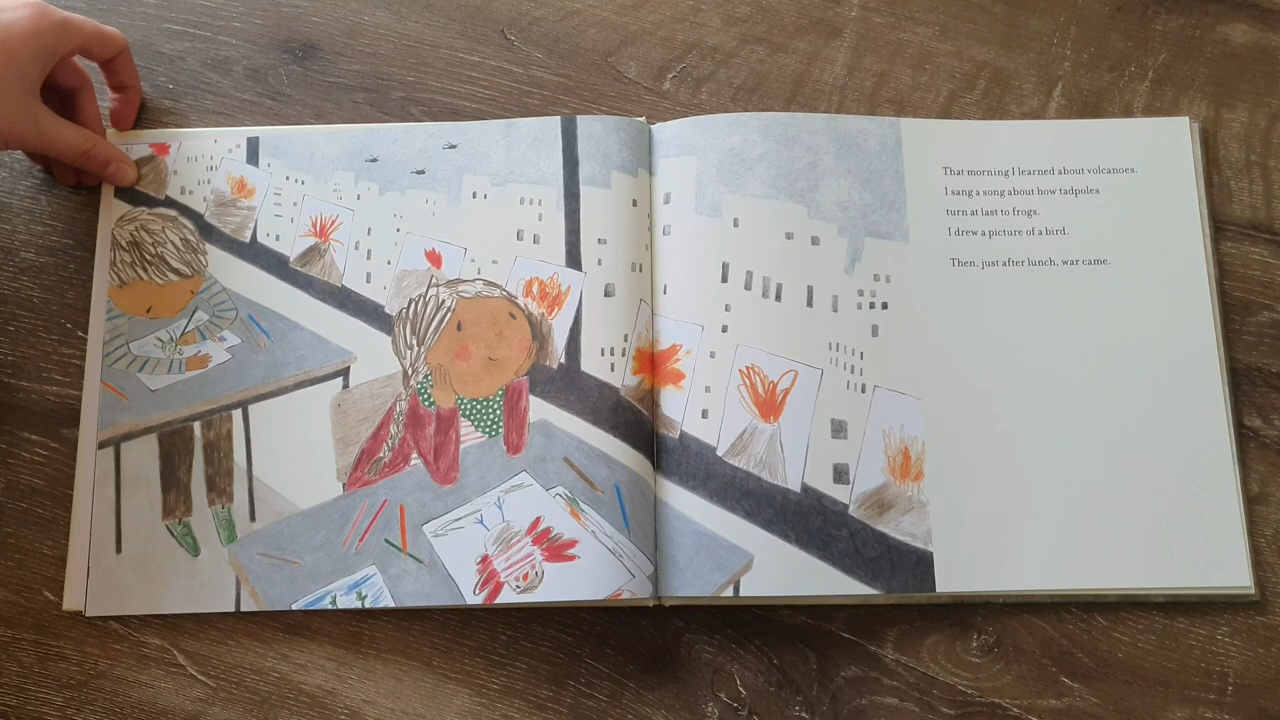 That morning I learned about volcanoes.
I sang a song about how tadpoles
turn at last to frogs.
I drew a picture of a bird.
Then, just after lunch, war came.